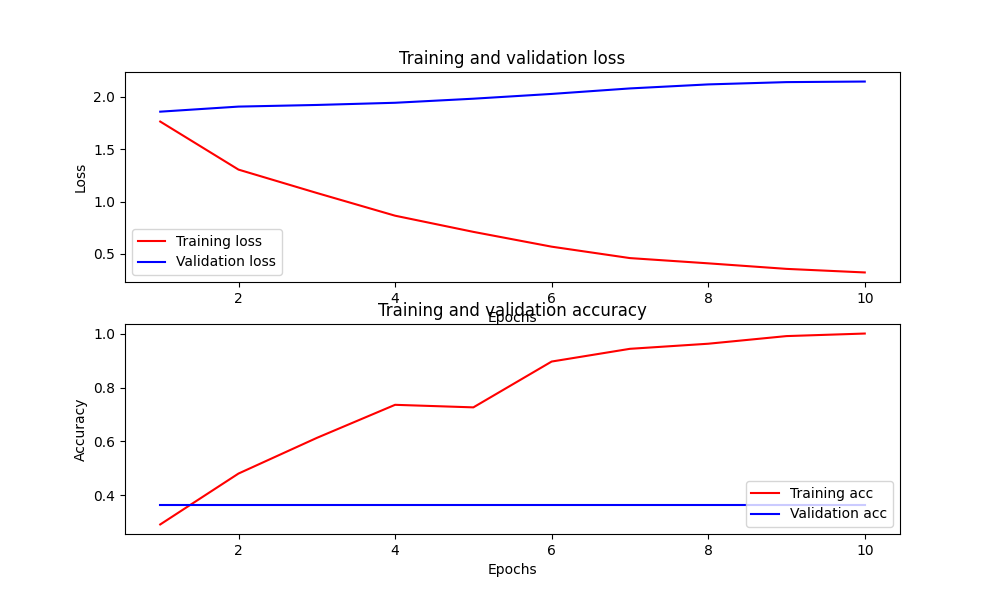 Training and validation loss
2.0
1.5
1.0
0.5
Loss
Training loss
Validation loss
2 4 6 8 10
Epochs
Training and validation accuracy
1.0
0.8
0.6
0.4
Accuracy
Training acc
Validation acc
2 4 6 8 10
Epochs